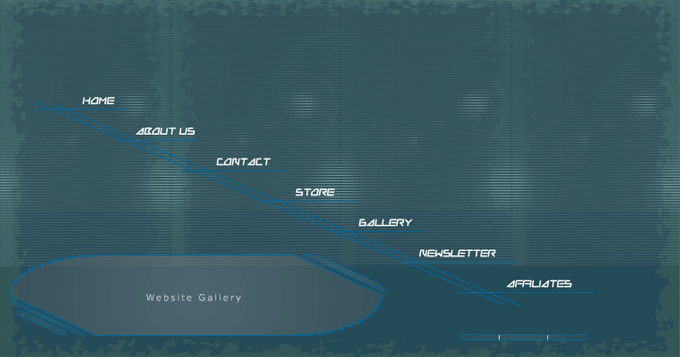 HOME
ABOUT US
CONTACT
STORE
GALLERY
NEWSLETTER
AFFILIATES
Website Gallery